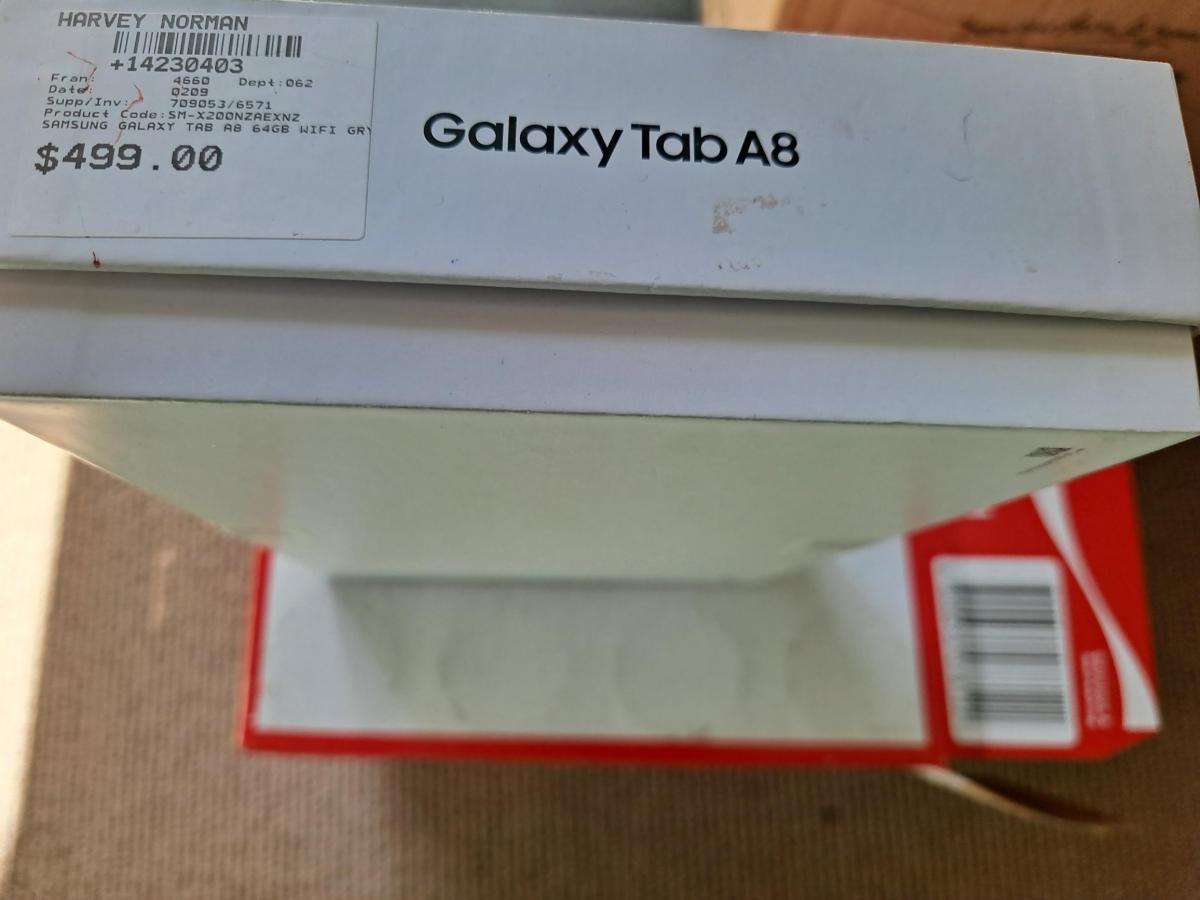 HARVEY NORMAN
+14230403
Fran: 4660 Dept:062
Date: 0209
Supp/Inv: 709053/6571
Product Code:SM-X200NZAEXNZ
SAMSUNG GALAXY TAB A8 64GB WIFI GRY
$499.00
Galaxy Tab A8